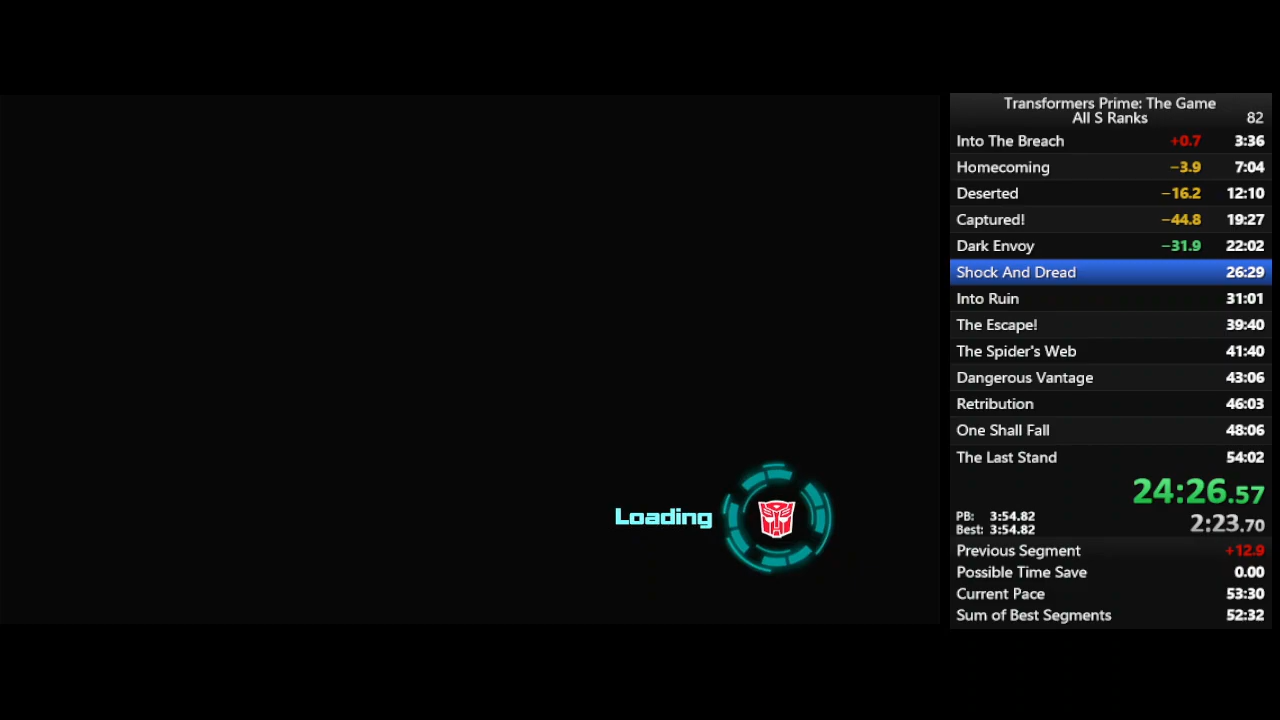 Transformers Prime: The Game
All S Ranks 82
Into The Breach +0.7 3:36
Homecoming −3.9 7:04
Deserted −16.2 12:10
Captured! −44.8 19:27
Dark Envoy −31.9 22:02
Shock And Dread 26:29
Into Ruin 31:01
The Escape! 39:40
The Spider's Web 41:40
Dangerous Vantage 43:06
Retribution 46:03
One Shall Fall 48:06
The Last Stand 54:02
24:26.57
PB: 3:54.82
Best: 3:54.82
2:23.70
Previous Segment +12.9
Possible Time Save 0.00
Current Pace 53:30
Sum of Best Segments 52:32
Loading